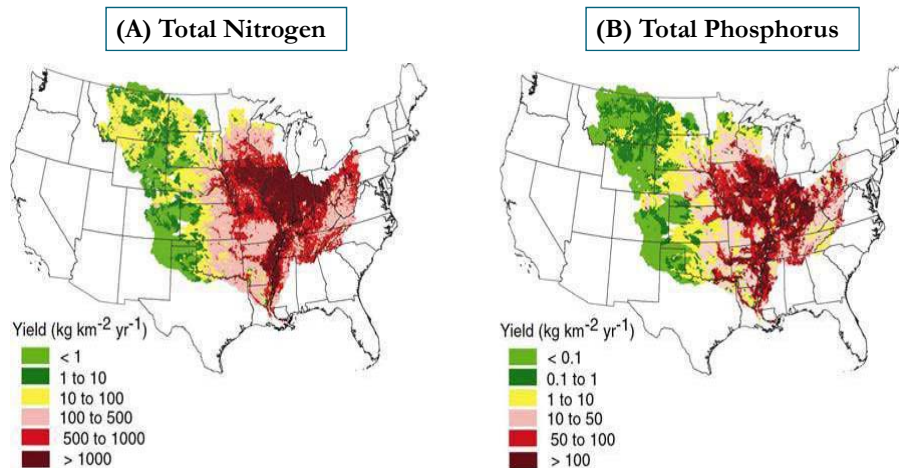 (A) Total Nitrogen
(B) Total Phosphorus
Yield (kg km⁻² yr⁻¹)
< 1
1 to 10
10 to 100
100 to 500
500 to 1000
> 1000
Yield (kg km⁻² yr⁻¹)
< 0.1
0.1 to 1
1 to 10
10 to 50
50 to 100
> 100